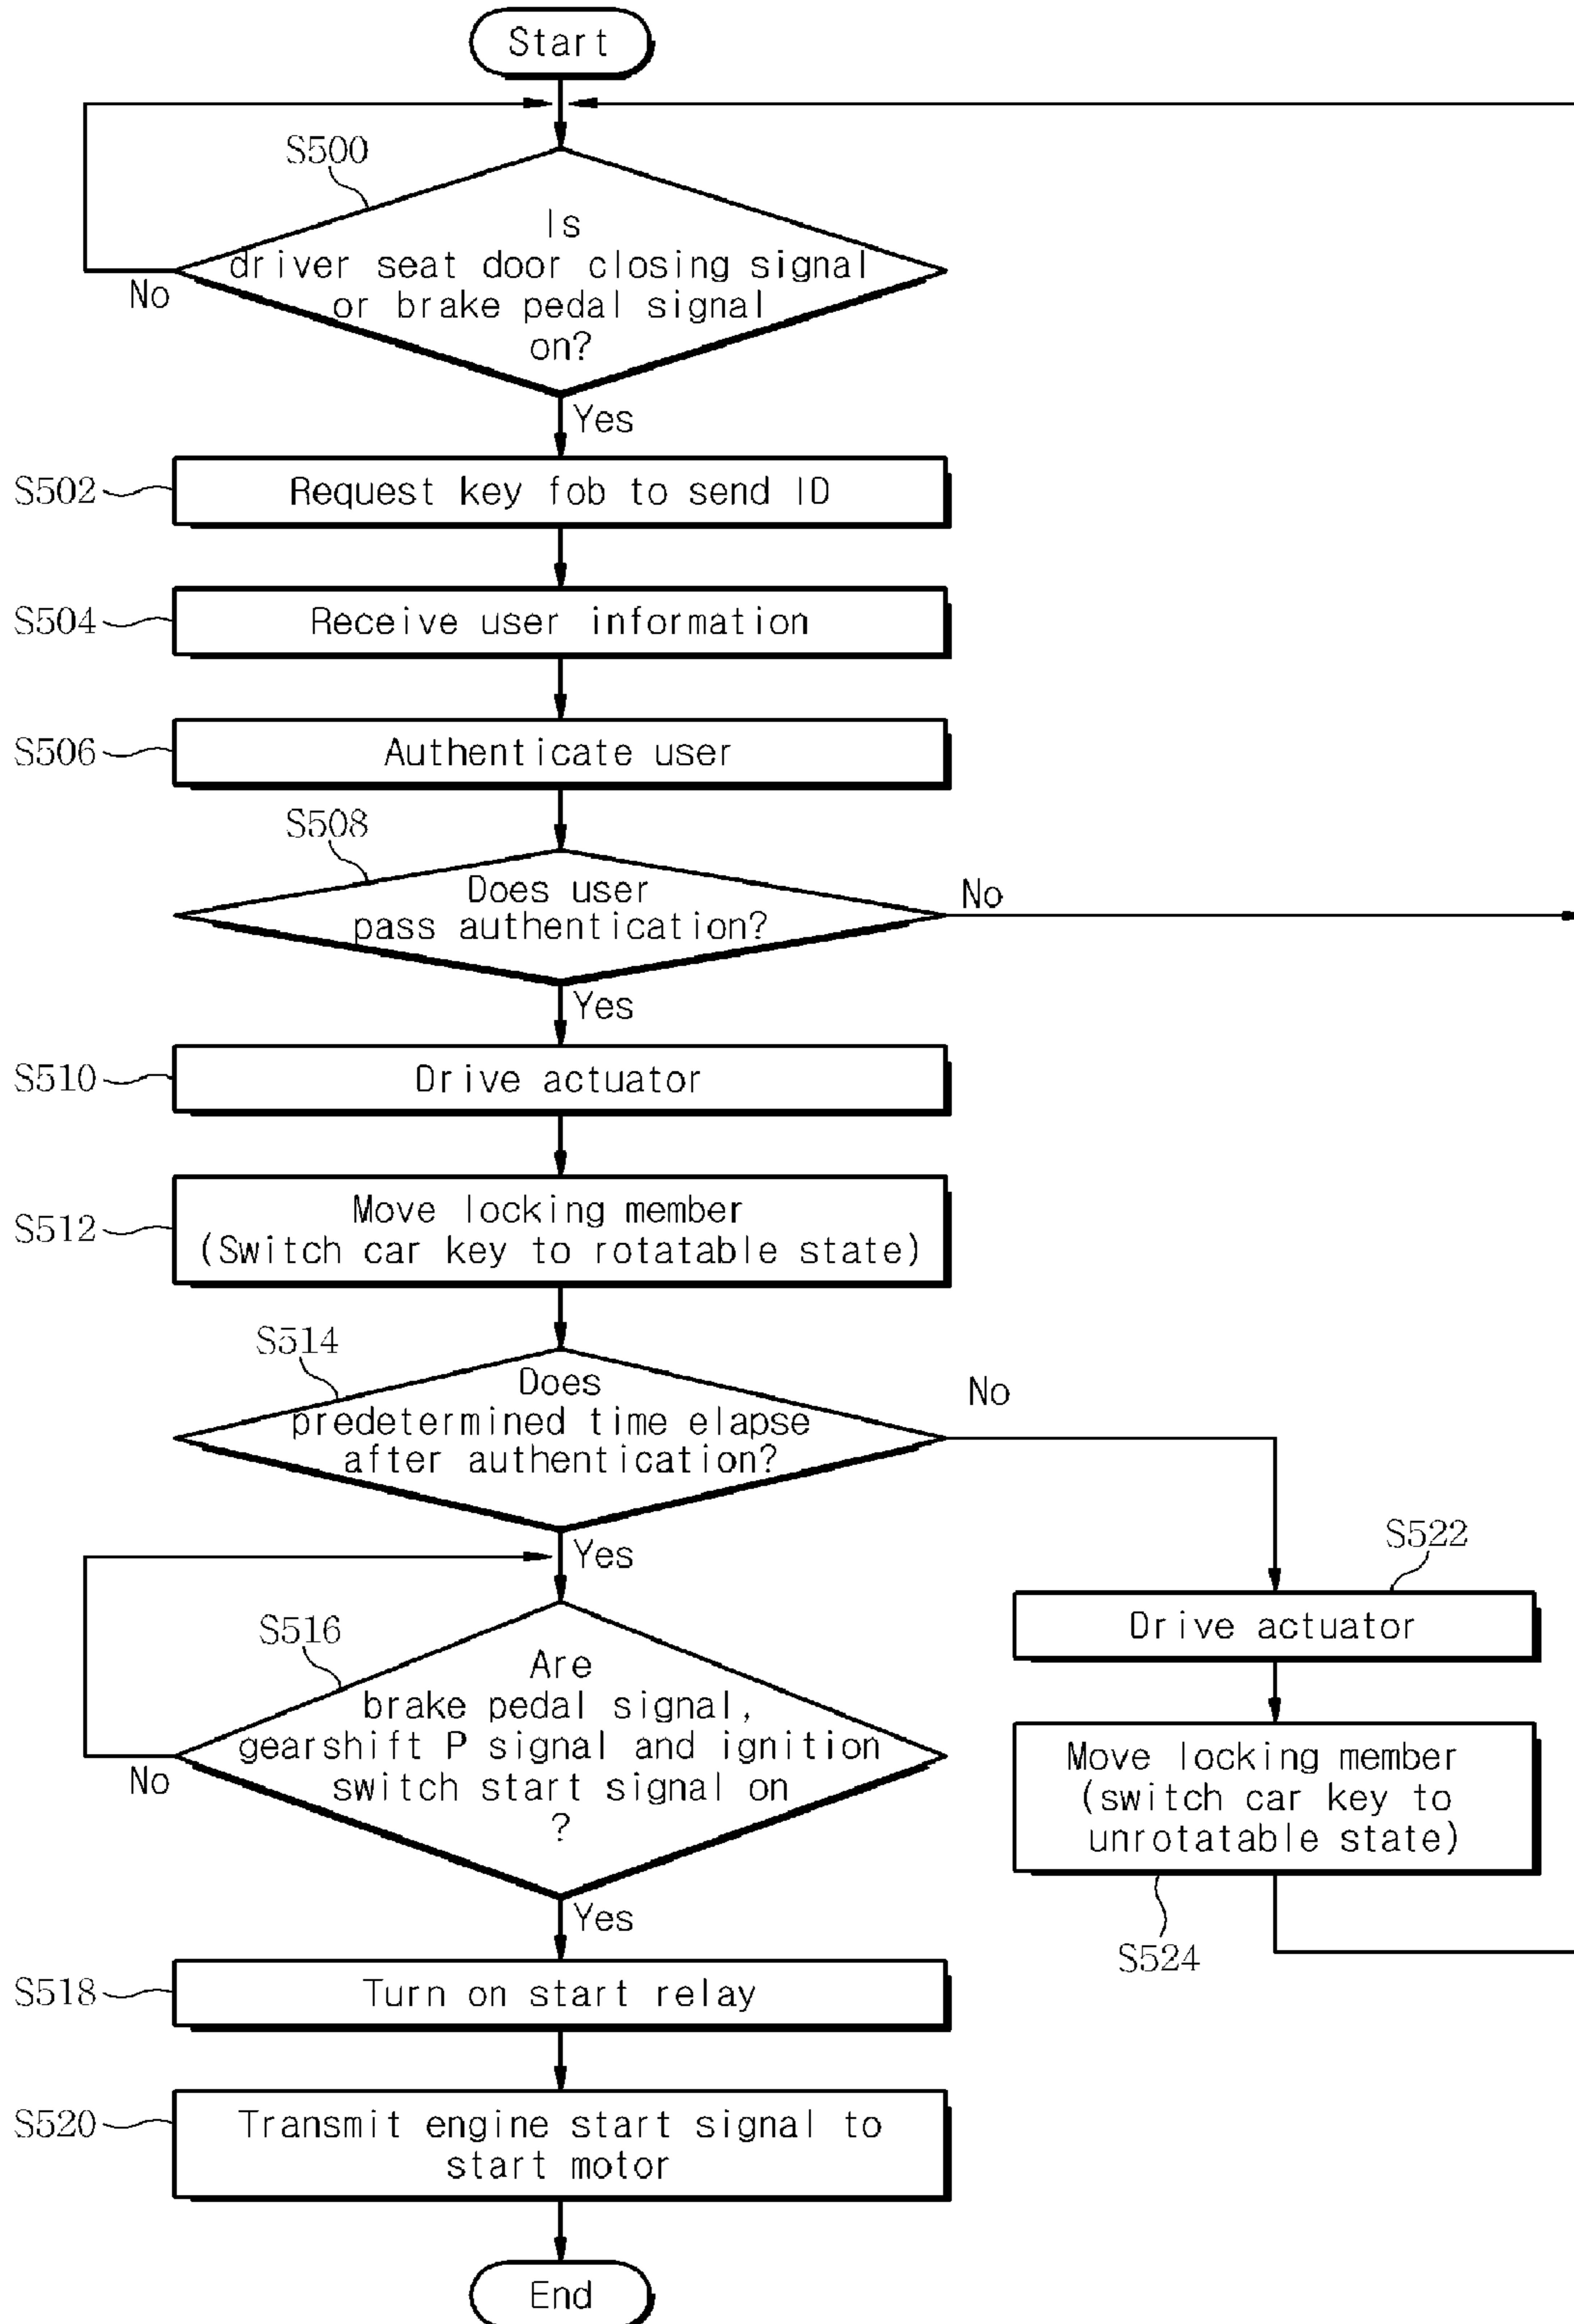 Start
S500
Is
driver seat door closing signal
or brake pedal signal
on?
No
Yes
S502
Request key fob to send ID
S504
Receive user information
S506
Authenticate user
S508
Does user
pass authentication?
No
Yes
S510
Drive actuator
S512
Move locking member
(Switch car key to rotatable state)
S514
Does
predetermined time elapse
after authentication?
No
Yes
S516
Are
brake pedal signal,
gearshift P signal and ignition
switch start signal on
?
No
Yes
S522
Drive actuator
Move locking member
(switch car key to
unrotatable state)
S524
S518
Turn on start relay
S520
Transmit engine start signal to
start motor
End